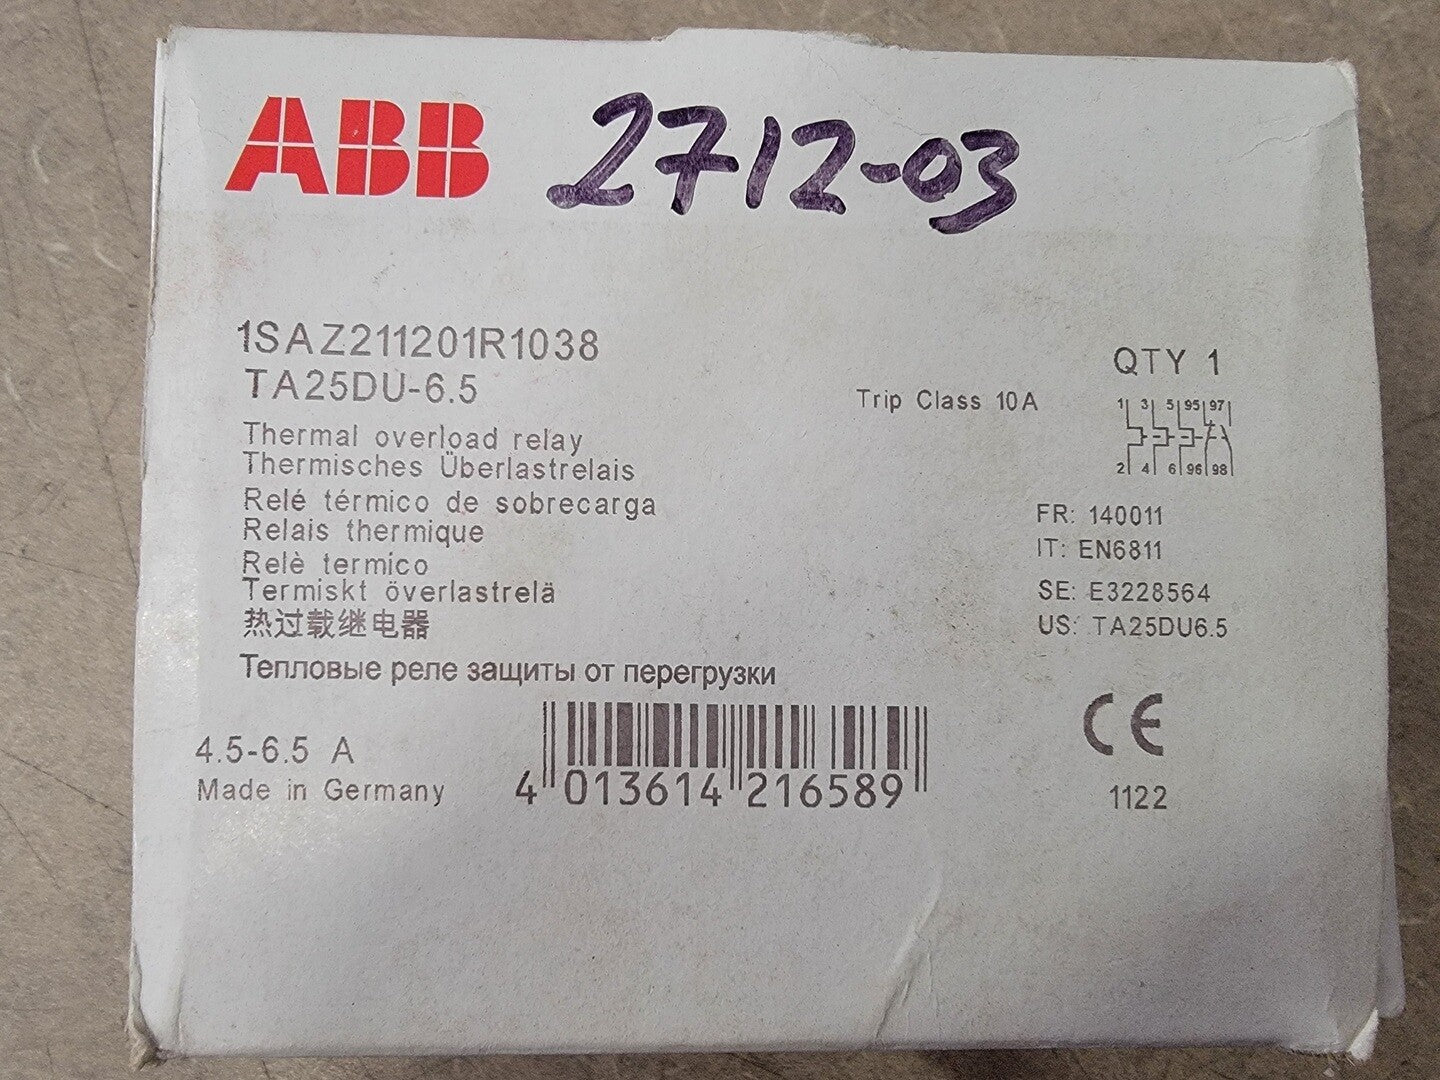 ABB 2712-03
1SAZ211201R1038
TA25DU-6.5
Trip Class 10A
QTY 1
1 3 5 95 97
2 4 6 96 98
Thermal overload relay
Thermisches Überlastrelais
Relé térmico de sobrecarga
Relais thermique
Relè termico
Termiskt överlastrelä
热过载继电器
Тепловые реле защиты от перегрузки
FR: 140011
IT: EN6811
SE: E3228564
US: TA25DU6.5
4.5-6.5 A
Made in Germany
4 013614 216589
CE
1122